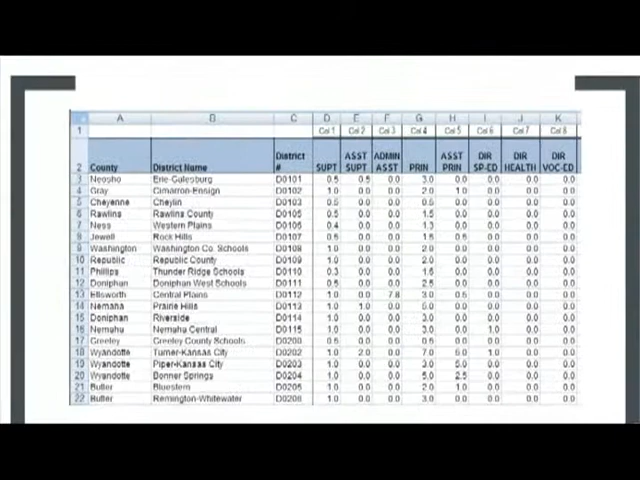 A B C D E F G H I J K
1 Col 1 Col 2 Col 3 Col 4 Col 5 Col 6 Col 7 Col 8
2 County District Name District # SUPT ASST SUPT ADMIN ASST PRIN ASST PRIN DIR SP-ED DIR HEALTH DIR VOC-ED
3 Neosho Erie-Galesburg D0101 0.5 0.5 0.0 3.0 0.0 0.0 0.0 0.0
4 Gray Cimarron-Ensign D0102 1.0 0.0 0.0 2.0 1.0 0.0 0.0 0.0
5 Cheyenne Cheylin D0103 0.5 0.0 0.0 0.5 0.0 0.0 0.0 0.0
6 Rawlins Rawlins County D0105 0.5 0.0 0.0 1.5 0.0 0.0 0.0 0.0
7 Ness Western Plains D0106 0.4 0.0 0.0 1.3 0.0 0.0 0.0 0.0
8 Jewell Rock Hills D0107 0.5 0.0 0.0 1.5 0.5 0.0 0.0 0.0
9 Washington Washington Co. Schools D0108 1.0 0.0 0.0 2.0 0.0 0.0 0.0 0.0
10 Republic Republic County D0109 1.0 0.0 0.0 2.0 0.0 0.0 0.0 0.0
11 Phillips Thunder Ridge Schools D0110 0.3 0.0 0.0 1.6 0.0 0.0 0.0 0.0
12 Doniphan Doniphan West Schools D0111 0.5 0.0 0.0 2.5 0.0 0.0 0.0 0.0
13 Ellsworth Central Plains D0112 1.0 0.0 7.8 3.0 0.5 0.0 0.0 0.0
14 Nemaha Prairie Hills D0113 1.0 1.0 0.0 6.0 0.0 0.0 0.0 0.0
15 Doniphan Riverside D0114 1.0 0.0 0.0 3.0 0.0 0.0 0.0 0.0
16 Nemaha Nemaha Central D0115 1.0 0.0 0.0 3.0 0.0 1.0 0.0 0.0
17 Greeley Greeley County Schools D0200 0.5 0.0 0.0 0.5 0.0 0.0 0.0 0.0
18 Wyandotte Turner-Kansas City D0202 1.0 2.0 0.0 7.0 6.0 1.0 0.0 0.0
19 Wyandotte Piper-Kansas City D0203 1.0 0.0 0.0 3.0 5.0 0.0 0.0 0.0
20 Wyandotte Bonner Springs D0204 1.0 0.0 0.0 5.0 2.5 0.0 0.0 0.0
21 Butler Bluestem D0205 1.0 0.0 0.0 2.0 1.0 0.0 0.0 0.0
22 Butler Remington-Whitewater D0206 1.0 0.0 0.0 3.0 0.0 0.0 0.0 0.0